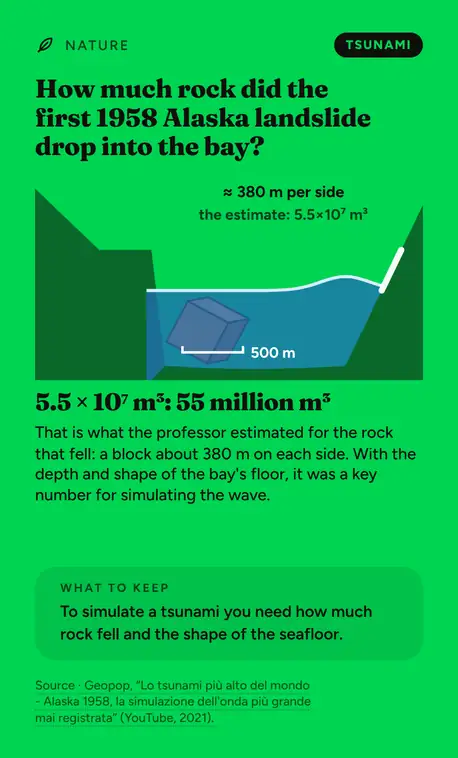 NATURE
TSUNAMI
How much rock did the
first 1958 Alaska landslide
drop into the bay?
≈ 380 m per side
the estimate: 5.5×10⁷ m³
500 m
5.5 × 10⁷ m³: 55 million m³
That is what the professor estimated for the rock
that fell: a block about 380 m on each side. With the
depth and shape of the bay's floor, it was a key
number for simulating the wave.
WHAT TO KEEP
To simulate a tsunami you need how much
rock fell and the shape of the seafloor.
Source · Geopop, “Lo tsunami più alto del mondo
- Alaska 1958, la simulazione dell'onda più grande
mai registrata” (YouTube, 2021).